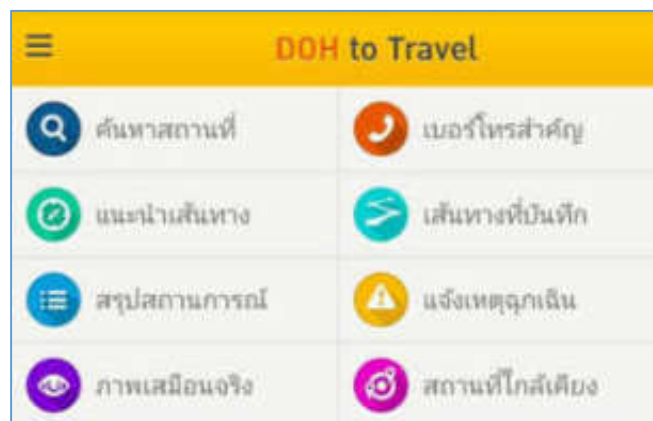 DOH to Travel
ค้นหาสถานที่
เบอร์โทรสำคัญ
แนะนำเส้นทาง
เส้นทางที่บันทึก
สรุปสถานการณ์
แจ้งเหตุฉุกเฉิน
ภาพเสมือนจริง
สถานที่ใกล้เคียง